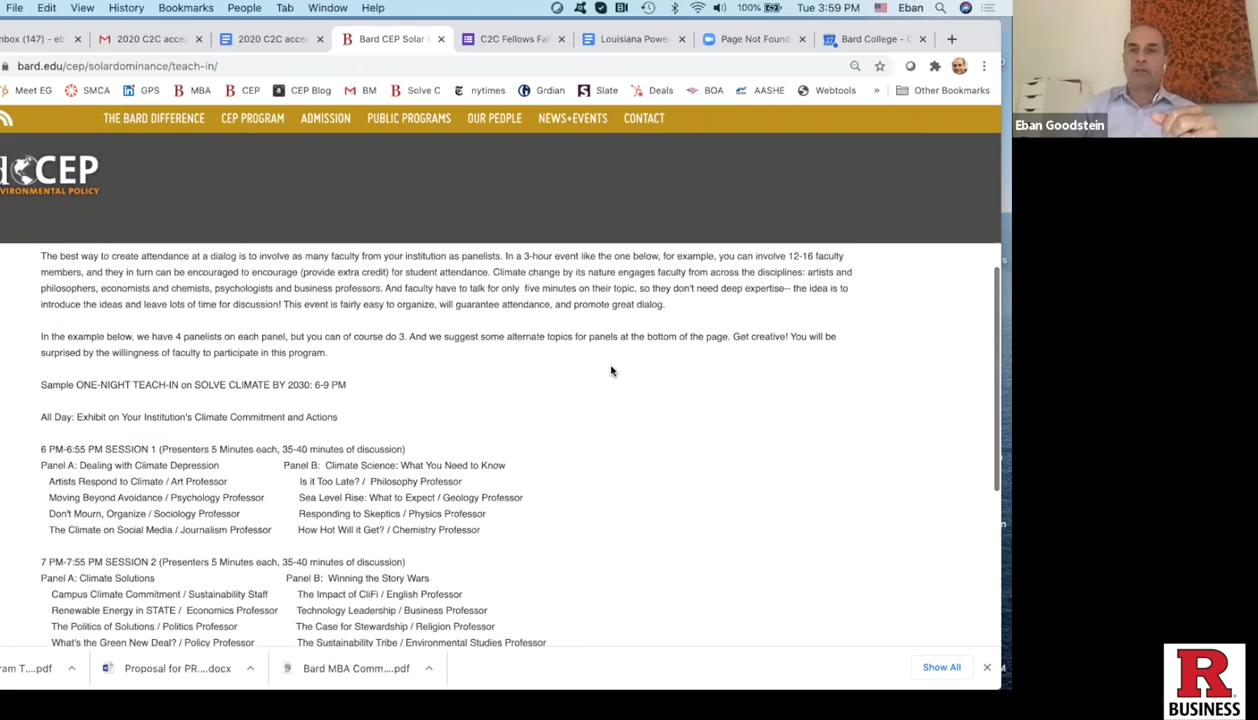 File Edit View History Bookmarks People Tab Window Help 100% Tue 3:59 PM Eban
nbox (147) - eb 2020 C2C acce 2020 C2C acce Bard CEP Solar C2C Fellows Fal Louisiana Powe Page Not Found Bard College - C
bard.edu/cep/solardominance/teach-in/
Meet EG SMCA GPS MBA CEP CEP Blog BM Solve C nytimes Grdian Slate Deals BOA AASHE Webtools » Other Bookmarks
Eban Goodstein
THE BARD DIFFERENCE CEP PROGRAM ADMISSION PUBLIC PROGRAMS OUR PEOPLE NEWS+EVENTS CONTACT
d CEP
VIRONMENTAL POLICY
The best way to create attendance at a dialog is to involve as many faculty from your institution as panelists. In a 3-hour event like the one below, for example, you can involve 12-16 faculty
members, and they in turn can be encouraged to encourage (provide extra credit) for student attendance. Climate change by its nature engages faculty from across the disciplines: artists and
philosophers, economists and chemists, psychologists and business professors. And faculty have to talk for only five minutes on their topic, so they don't need deep expertise-- the idea is to
introduce the ideas and leave lots of time for discussion! This event is fairly easy to organize, will guarantee attendance, and promote great dialog.
In the example below, we have 4 panelists on each panel, but you can of course do 3. And we suggest some alternate topics for panels at the bottom of the page. Get creative! You will be
surprised by the willingness of faculty to participate in this program.
Sample ONE-NIGHT TEACH-IN on SOLVE CLIMATE BY 2030: 6-9 PM
All Day: Exhibit on Your Institution's Climate Commitment and Actions
6 PM-6:55 PM SESSION 1 (Presenters 5 Minutes each, 35-40 minutes of discussion)
Panel A: Dealing with Climate Depression Panel B: Climate Science: What You Need to Know
Artists Respond to Climate / Art Professor Is it Too Late? / Philosophy Professor
Moving Beyond Avoidance / Psychology Professor Sea Level Rise: What to Expect / Geology Professor
Don't Mourn, Organize / Sociology Professor Responding to Skeptics / Physics Professor
The Climate on Social Media / Journalism Professor How Hot Will it Get? / Chemistry Professor
7 PM-7:55 PM SESSION 2 (Presenters 5 Minutes each, 35-40 minutes of discussion)
Panel A: Climate Solutions Panel B: Winning the Story Wars
Campus Climate Commitment / Sustainability Staff The Impact of CliFi / English Professor
Renewable Energy in STATE / Economics Professor Technology Leadership / Business Professor
The Politics of Solutions / Politics Professor The Case for Stewardship / Religion Professor
What's the Green New Deal? / Policy Professor The Sustainability Tribe / Environmental Studies Professor
ram T....pdf Proposal for PR....docx Bard MBA Comm....pdf Show All
R
BUSINESS